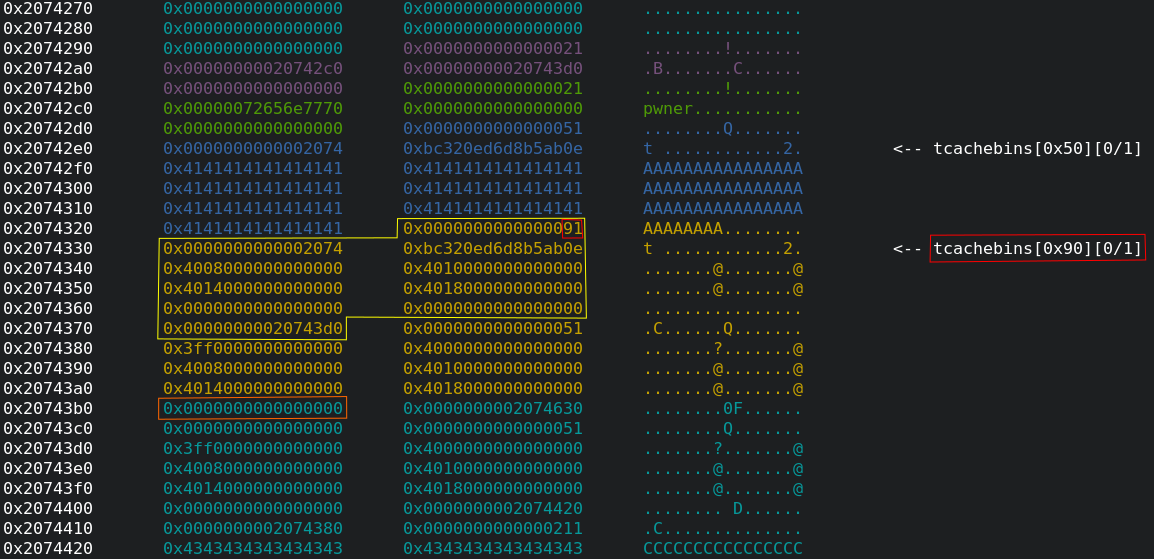 0x2074270 0x0000000000000000 0x0000000000000000 ................
0x2074280 0x0000000000000000 0x0000000000000000 ................
0x2074290 0x0000000000000000 0x0000000000000021 ........!.......
0x20742a0 0x00000000020742c0 0x00000000020743d0 .B.......C......
0x20742b0 0x0000000000000000 0x0000000000000021 ........!.......
0x20742c0 0x00000072656e7770 0x0000000000000000 pwner...........
0x20742d0 0x0000000000000000 0x0000000000000051 ........Q.......
0x20742e0 0x0000000000002074 0xbc320ed6d8b5ab0e t ............2. <-- tcachebins[0x50][0/1]
0x20742f0 0x4141414141414141 0x4141414141414141 AAAAAAAAAAAAAAAA
0x2074300 0x4141414141414141 0x4141414141414141 AAAAAAAAAAAAAAAA
0x2074310 0x4141414141414141 0x4141414141414141 AAAAAAAAAAAAAAAA
0x2074320 0x4141414141414141 0x0000000000000091 AAAAAAAA........
0x2074330 0x0000000000002074 0xbc320ed6d8b5ab0e t ............2. <-- tcachebins[0x90][0/1]
0x2074340 0x4008000000000000 0x4010000000000000 .......@.......@
0x2074350 0x4014000000000000 0x4018000000000000 .......@.......@
0x2074360 0x0000000000000000 0x0000000000000000 ................
0x2074370 0x00000000020743d0 0x0000000000000051 .C......Q.......
0x2074380 0x3ff0000000000000 0x4000000000000000 .......?.......@
0x2074390 0x4008000000000000 0x4010000000000000 .......@.......@
0x20743a0 0x4014000000000000 0x4018000000000000 .......@.......@
0x20743b0 0x0000000000000000 0x0000000002074630 ........0F......
0x20743c0 0x0000000000000000 0x0000000000000051 ........Q.......
0x20743d0 0x3ff0000000000000 0x4000000000000000 .......?.......@
0x20743e0 0x4008000000000000 0x4010000000000000 .......@.......@
0x20743f0 0x4014000000000000 0x4018000000000000 .......@.......@
0x2074400 0x0000000000000000 0x0000000002074420 ........ D......
0x2074410 0x0000000002074380 0x0000000000000211 .C..............
0x2074420 0x4343434343434343 0x4343434343434343 CCCCCCCCCCCCCCCC